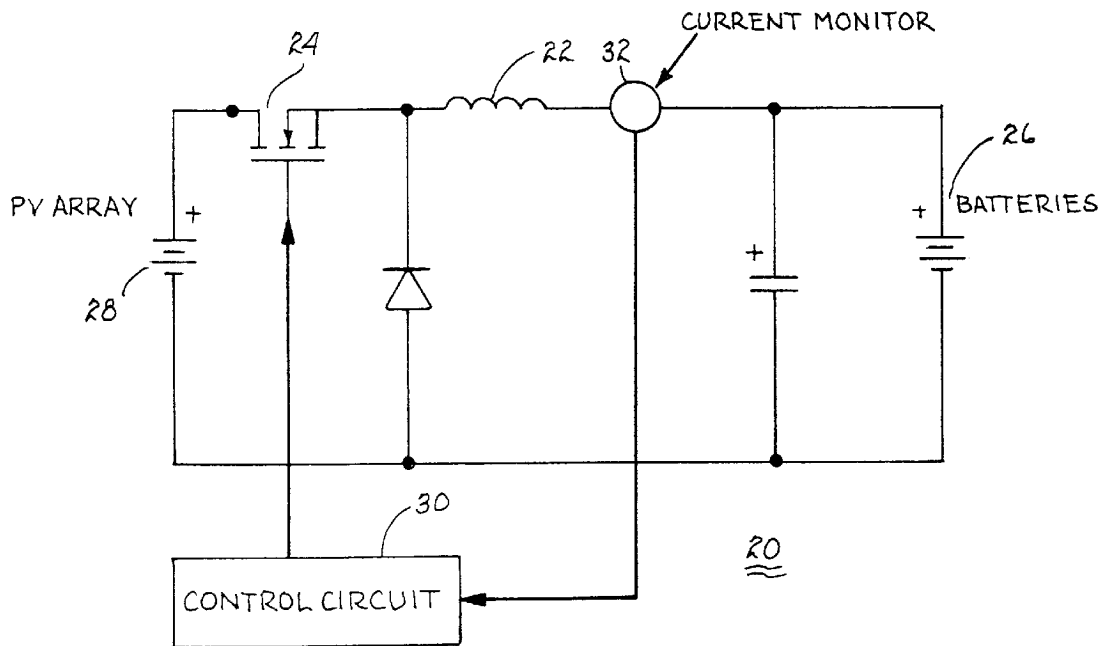 CURRENT MONITOR
24
22
32
26
PV ARRAY
+
+
BATTERIES
28
+
30
20
CONTROL CIRCUIT